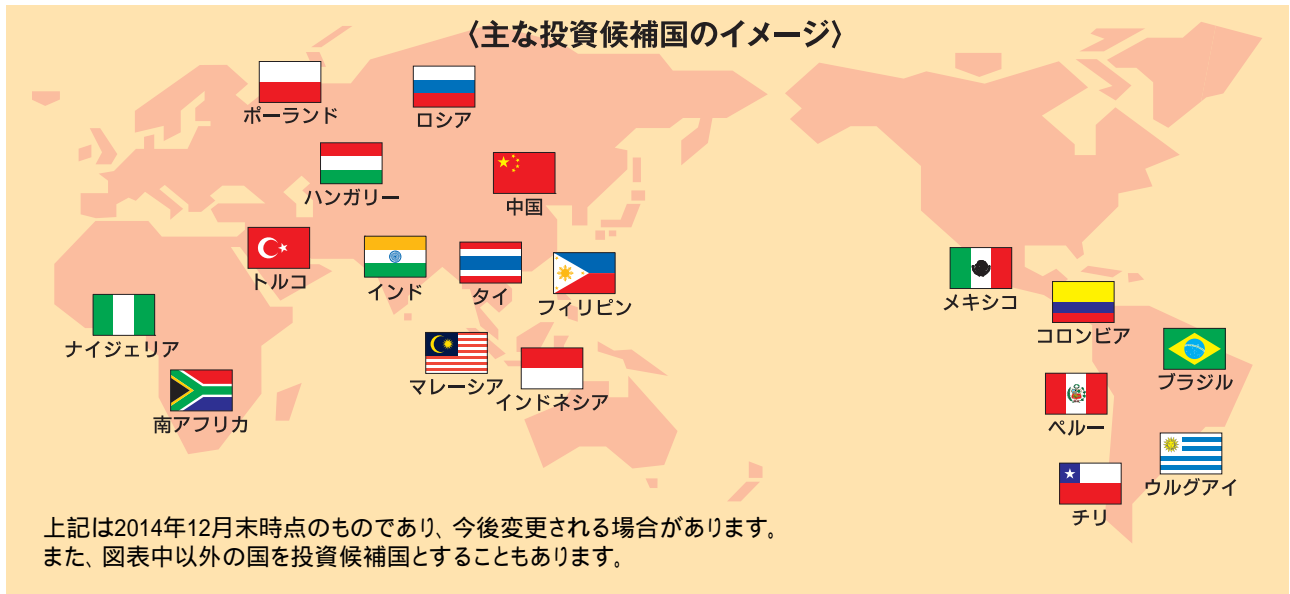 〈主な投資候補国のイメージ〉
ポーランド
ロシア
ハンガリー
中国
トルコ
インド
タイ
フィリピン
メキシコ
コロンビア
ナイジェリア
マレーシア
インドネシア
ブラジル
南アフリカ
ペルー
ウルグアイ
チリ
上記は2014年12月末時点のものであり、今後変更される場合があります。
また、図表中以外の国を投資候補国とすることもあります。